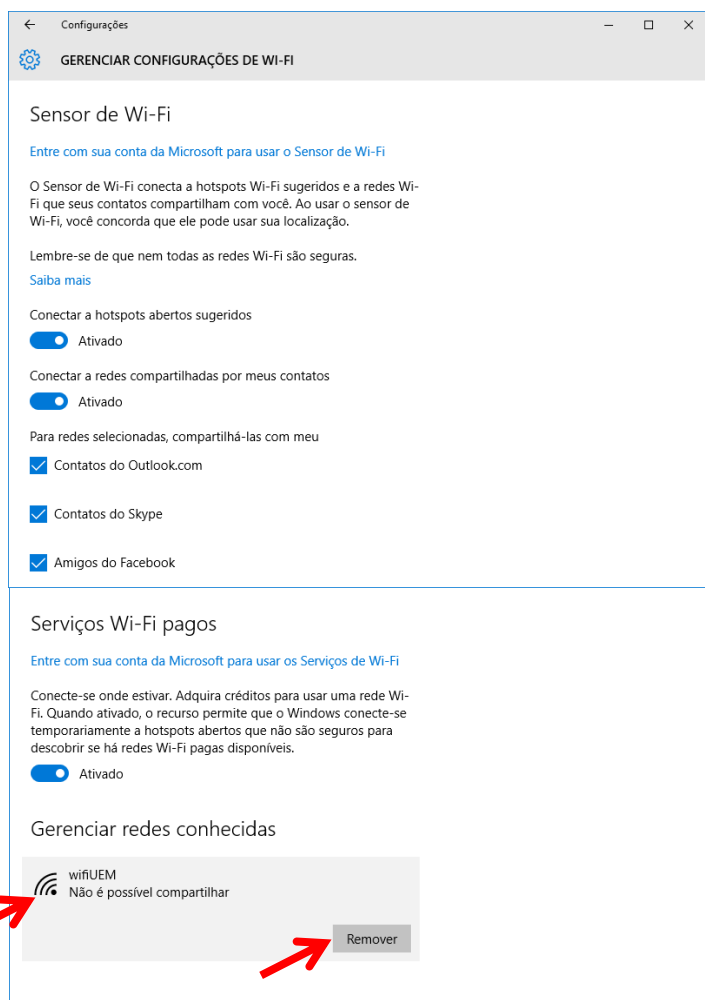 Configurações
GERENCIAR CONFIGURAÇÕES DE WI-FI
Sensor de Wi-Fi
Entre com sua conta da Microsoft para usar o Sensor de Wi-Fi
O Sensor de Wi-Fi conecta a hotspots Wi-Fi sugeridos e a redes Wi-
Fi que seus contatos compartilham com você. Ao usar o sensor de
Wi-Fi, você concorda que ele pode usar sua localização.
Lembre-se de que nem todas as redes Wi-Fi são seguras.
Saiba mais
Conectar a hotspots abertos sugeridos
Ativado
Conectar a redes compartilhadas por meus contatos
Ativado
Para redes selecionadas, compartilhá-las com meu
Contatos do Outlook.com
Contatos do Skype
Amigos do Facebook
Serviços Wi-Fi pagos
Entre com sua conta da Microsoft para usar os Serviços de Wi-Fi
Conecte-se onde estivar. Adquira créditos para usar uma rede Wi-
Fi. Quando ativado, o recurso permite que o Windows conecte-se
temporariamente a hotspots abertos que não são seguros para
descobrir se há redes Wi-Fi pagas disponíveis.
Ativado
Gerenciar redes conhecidas
wifiUEM
Não é possível compartilhar
Remover